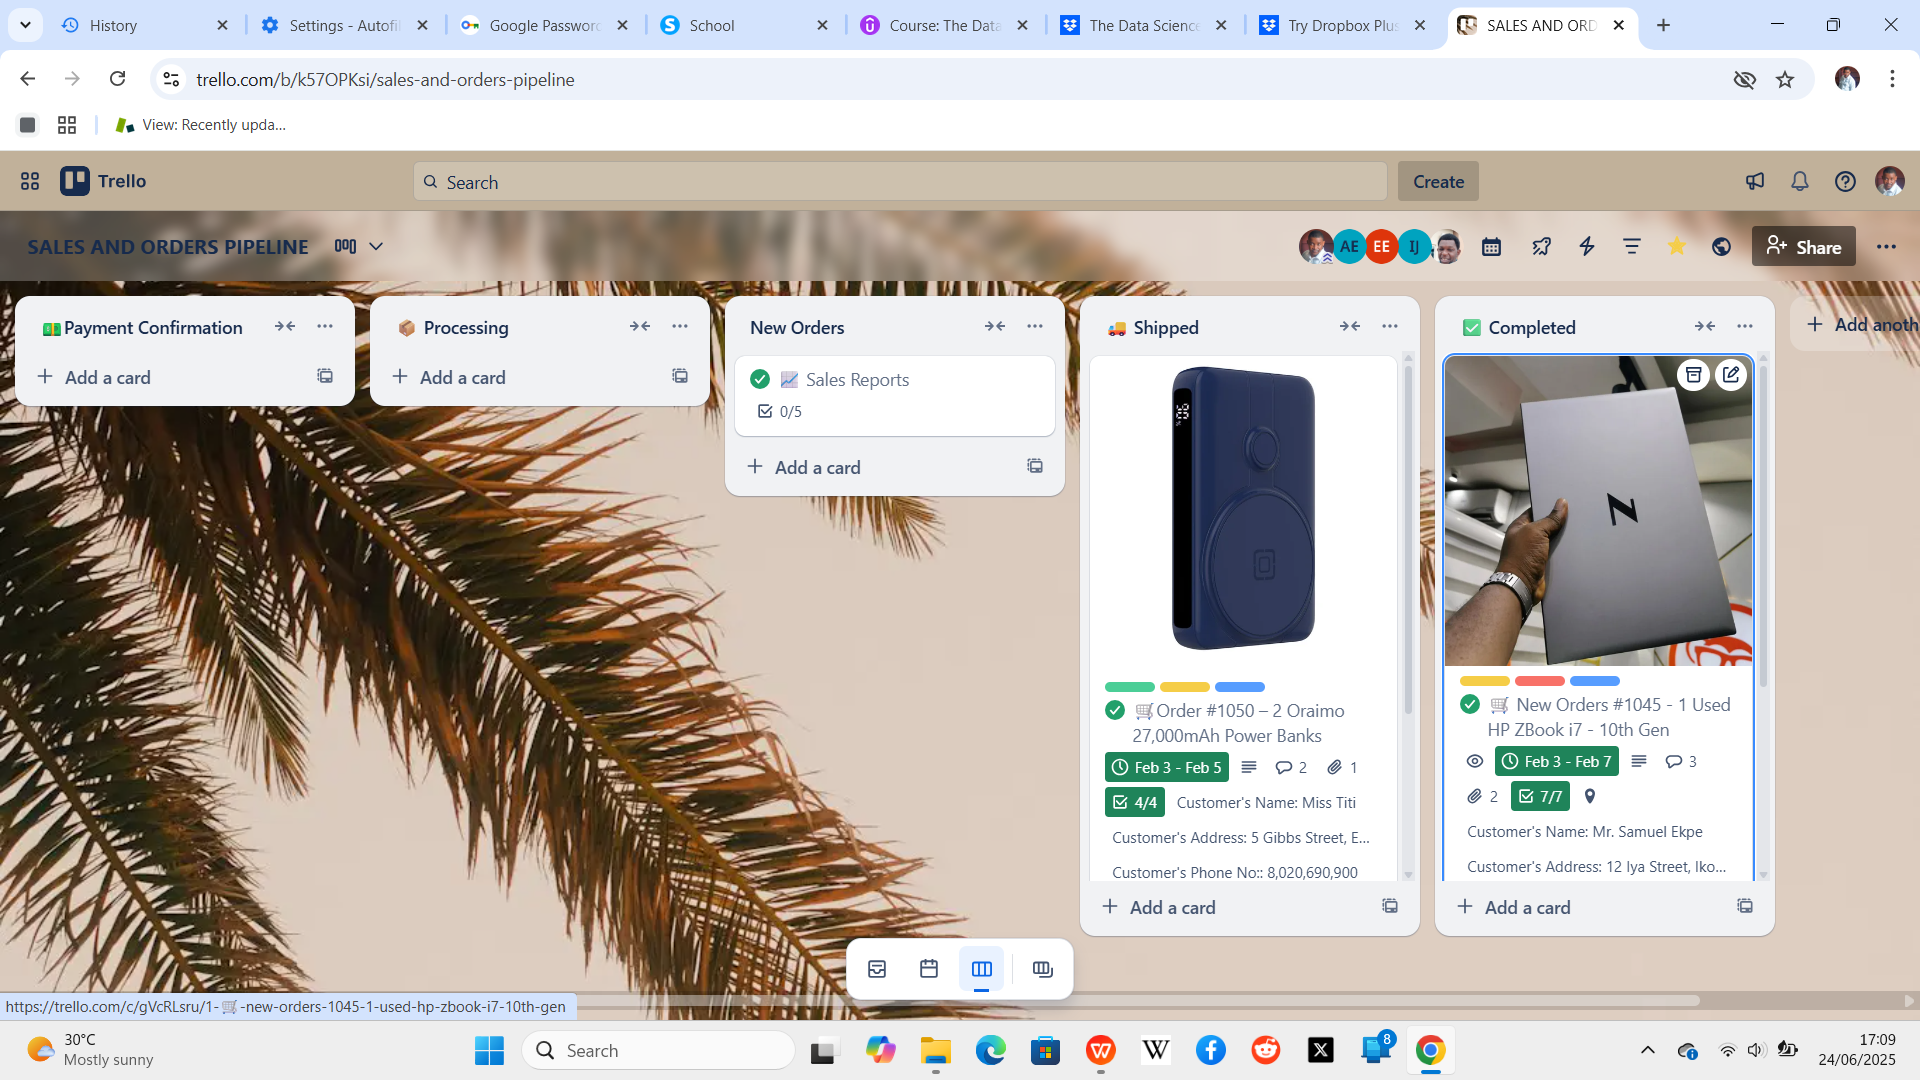 History
Settings - Autofil
Google Password
School
Course: The Data
The Data Science
Try Dropbox Plus
SALES AND ORD
trello.com/b/k57OPKsi/sales-and-orders-pipeline
View: Recently upda...
Trello
Search
Create
SALES AND ORDERS PIPELINE
AE
EE
IJ
Share
💵Payment Confirmation
Add a card
📦 Processing
Add a card
New Orders
📈 Sales Reports
0/5
Add a card
🚚 Shipped
🛒Order #1050 – 2 Oraimo
27,000mAh Power Banks
Feb 3 - Feb 5
2
1
4/4
Customer's Name: Miss Titi
Customer's Address: 5 Gibbs Street, E...
Customer's Phone No:: 8,020,690,900
Add a card
✅ Completed
🛒 New Orders #1045 - 1 Used
HP ZBook i7 - 10th Gen
Feb 3 - Feb 7
3
2
7/7
Customer's Name: Mr. Samuel Ekpe
Customer's Address: 12 Iya Street, Iko...
Add a card
Add anoth
https://trello.com/c/gVcRLsru/1-🛒-new-orders-1045-1-used-hp-zbook-i7-10th-gen
30°C
Mostly sunny
Search
8
17:09
24/06/2025